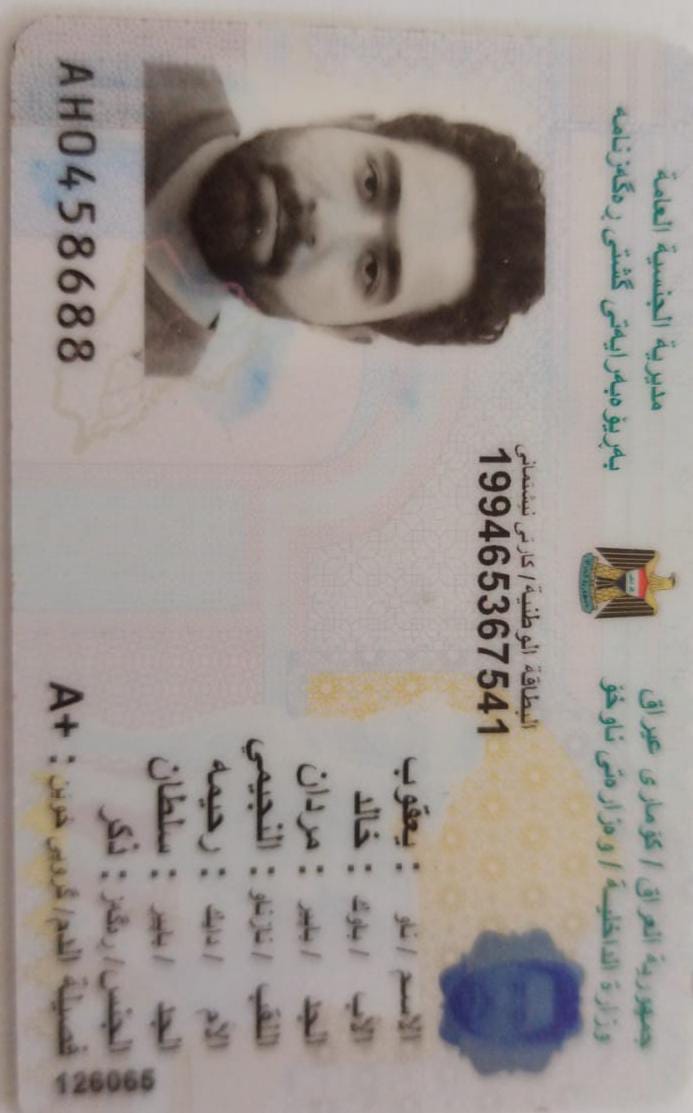 جمهورية العراق / كۆماری عیراق
وزارة الداخلية / وەزارەتی ناوخۆ
مديرية الجنسية العامة
بەڕێوەبەرایەتی گشتی ڕەگەزنامە
البطاقة الوطنية / كارتی نیشتمانی
199465367541
الاسم / ناو : يعقوب
الأب / باوك : خالد
الجد / باپیر : مردان
اللقب / نازناو : النجيمي
الأم / دایك : رحيمه
الجد / باپیر : سلطان
الجنس / ڕەگەز : ذكر
فصيلة الدم / گرووپی خوێن : A+
126065
AH0458688